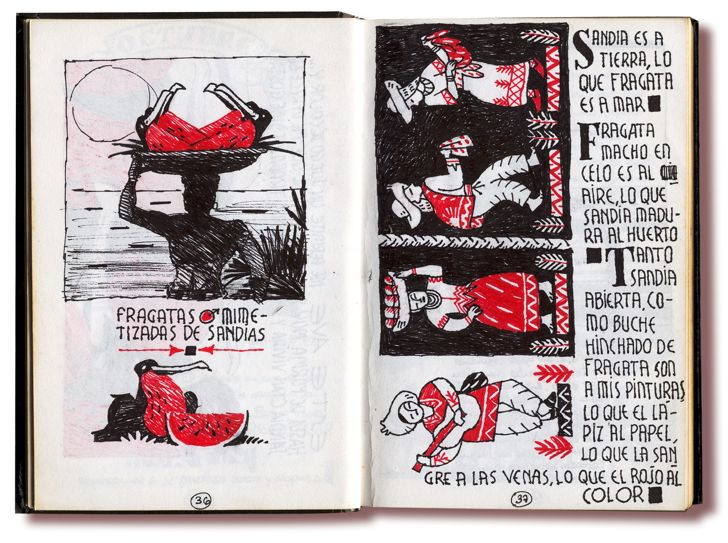 FRAGATAS ♂ MIME-
TIZADAS DE SANDÍAS
36
SANDIA ES A
TIERRA, LO
QUE FRAGATA
ES A MAR
FRAGATA
MACHO EN
CELO ES AL
AIRE, LO QUE
SANDÍA MADU-
RA AL HUERTO
TANTO
SANDÍA
ABIERTA, CO-
MO BUCHE
HINCHADO DE
FRAGATA SON
A MIS PINTURAS
LO QUE EL LÁ-
PIZ AL PAPEL,
LO QUE LA SAN
GRE A LAS VENAS, LO QUE EL ROJO AL
COLOR
37